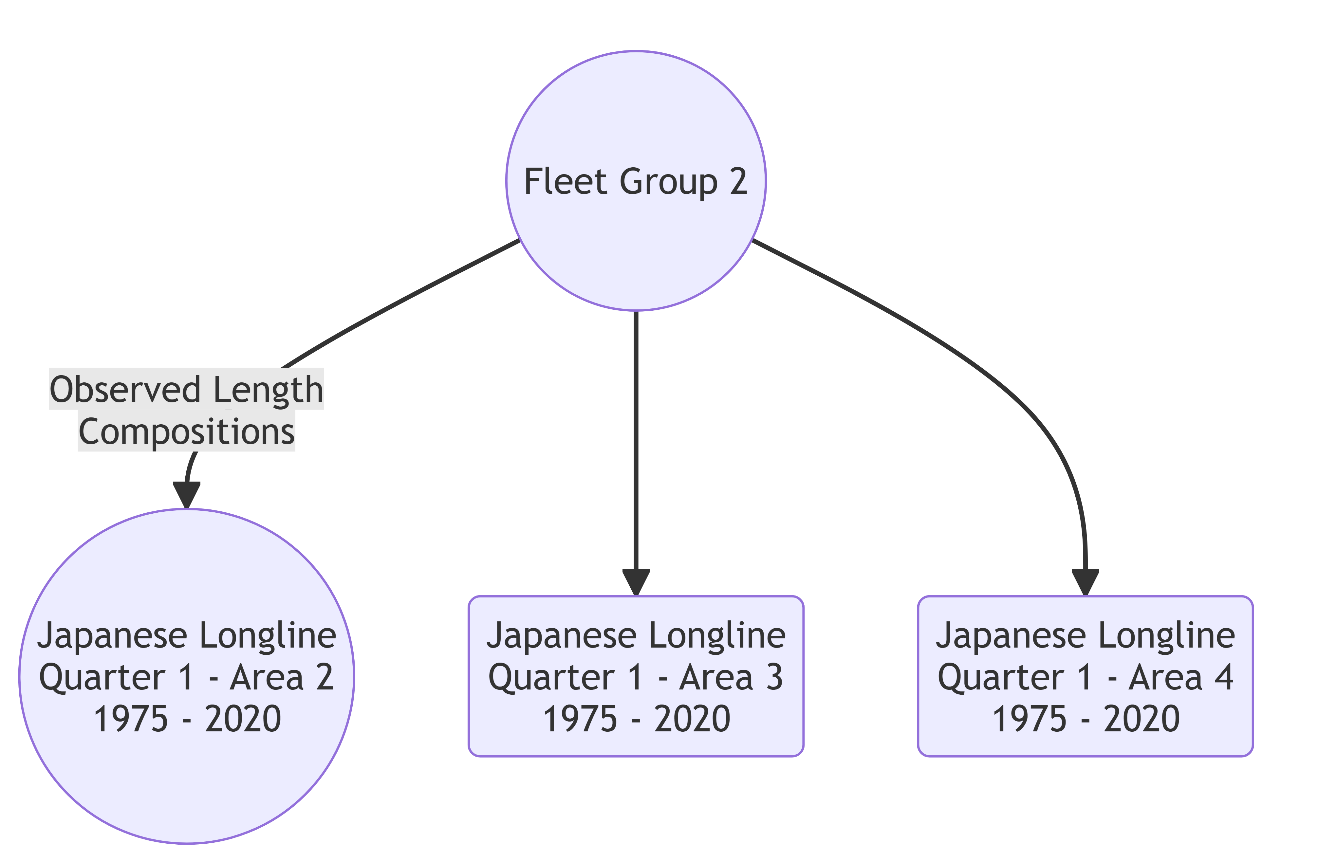 Fleet Group 2
Observed Length
Compositions
Japanese Longline
Quarter 1 - Area 2
1975 - 2020
Japanese Longline
Quarter 1 - Area 3
1975 - 2020
Japanese Longline
Quarter 1 - Area 4
1975 - 2020